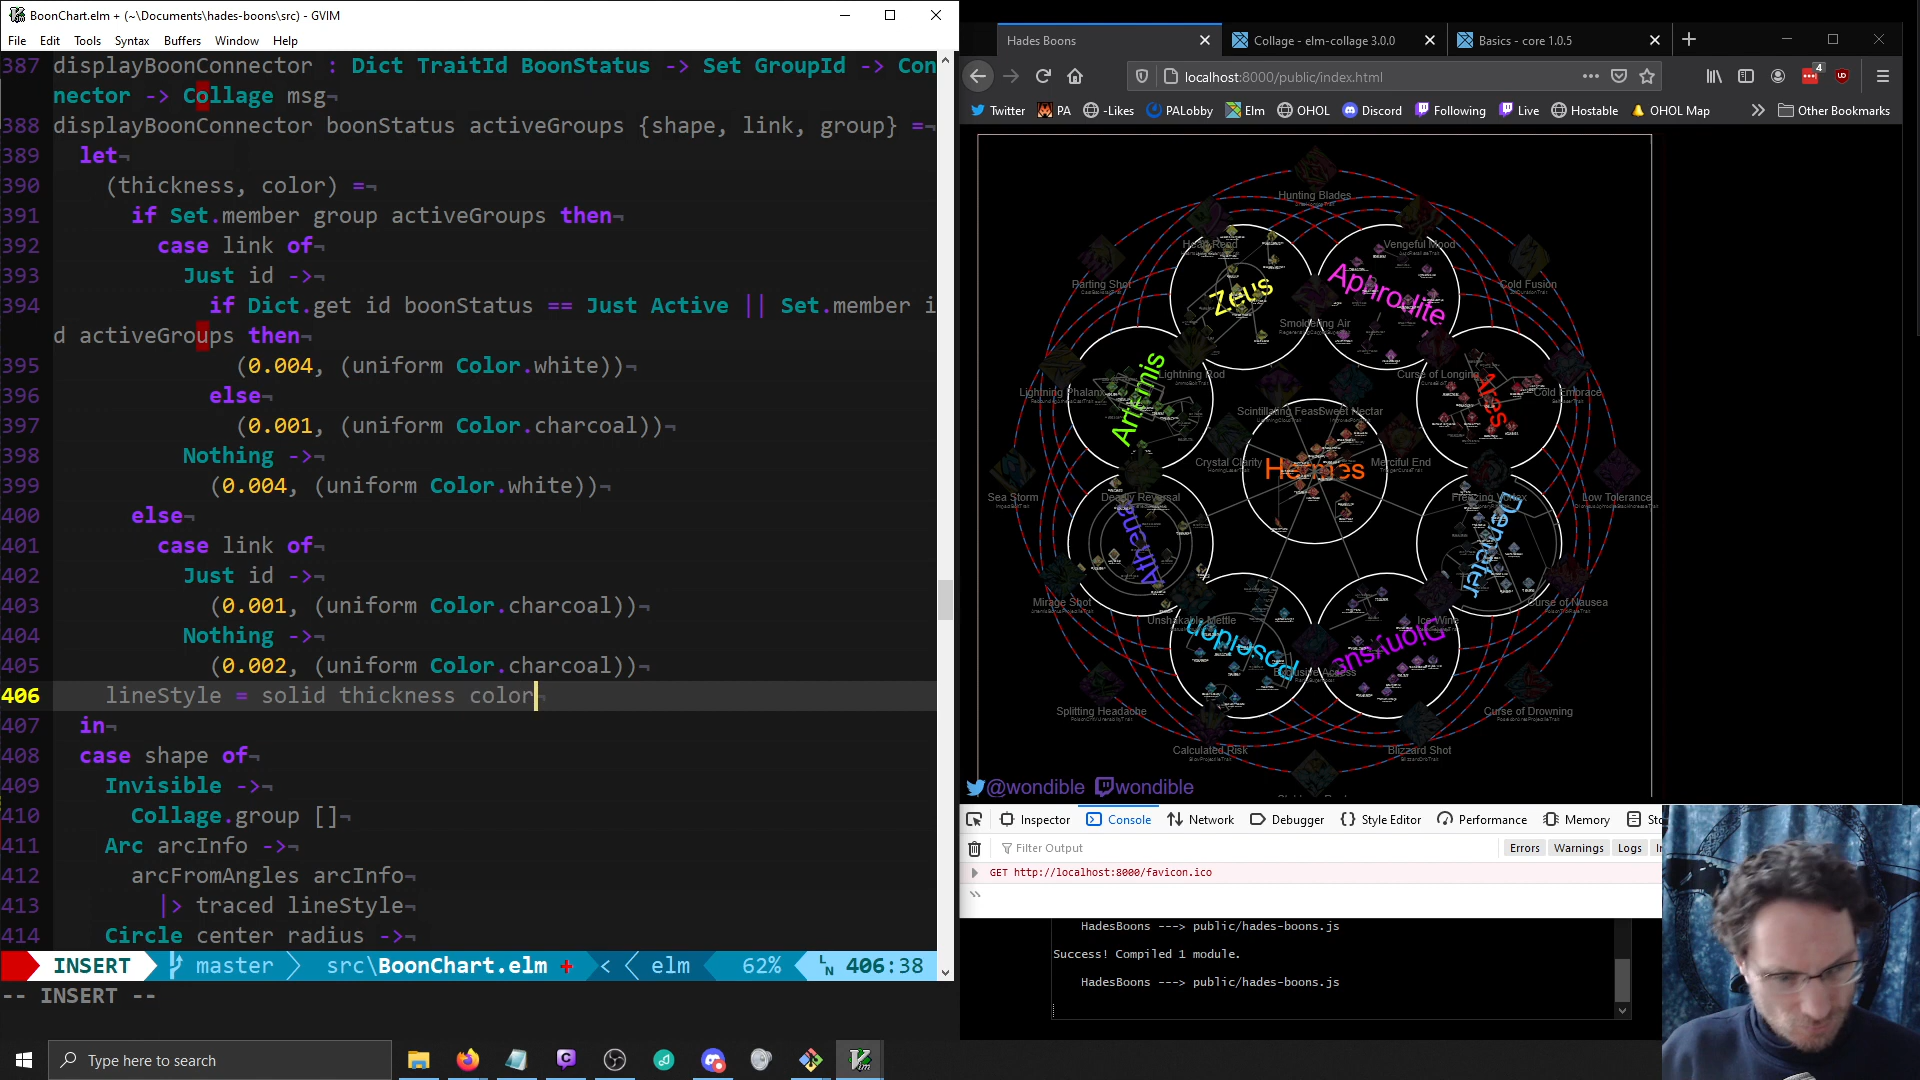 BoonChart.elm + (~\Documents\hades-boons\src) - GVIM
File Edit Tools Syntax Buffers Window Help
387 displayBoonConnector : Dict TraitId BoonStatus -> Set GroupId -> Con
nector -> Collage msg¬
388 displayBoonConnector boonStatus activeGroups {shape, link, group} =¬
389 let¬
390 (thickness, color) =¬
391 if Set.member group activeGroups then¬
392 case link of¬
393 Just id ->¬
394 if Dict.get id boonStatus == Just Active || Set.member i
d activeGroups then¬
395 (0.004, (uniform Color.white))¬
396 else¬
397 (0.001, (uniform Color.charcoal))¬
398 Nothing ->¬
399 (0.004, (uniform Color.white))¬
400 else¬
401 case link of¬
402 Just id ->¬
403 (0.001, (uniform Color.charcoal))¬
404 Nothing ->¬
405 (0.002, (uniform Color.charcoal))¬
406 lineStyle = solid thickness color¬
407 in¬
408 case shape of¬
409 Invisible ->¬
410 Collage.group []¬
411 Arc arcInfo ->¬
412 arcFromAngles arcInfo¬
413 |> traced lineStyle¬
414 Circle center radius ->¬
INSERT master src\BoonChart.elm + < elm 62% LN 406:38
-- INSERT --
Hades Boons
Collage - elm-collage 3.0.0
Basics - core 1.0.5
localhost:8000/public/index.html
4
Twitter PA -Likes PALobby Elm OHOL Discord Following Live Hostable OHOL Map Other Bookmarks
Hunting Blades
Heart Rend
Vengeful Mood
Parting Shot
Cold Fusion
Zeus
Aphrodite
Smoldering Air
Lightning Rod
Curse of Longing
Lightning Phalanx
Cold Embrace
Artemis
Ares
Scintillating Feast
Sweet Nectar
Crystal Clarity
Hermes
Merciful End
Sea Storm
Deadly Reversal
Freezing Vortex
Low Tolerance
Athena
Demeter
Mirage Shot
Curse of Nausea
Unshakable Mettle
Ice Wine
Poseidon
Dionysus
Exclusive Access
Splitting Headache
Curse of Drowning
Calculated Risk
Blizzard Shot
@wondible wondible
Inspector Console Network Debugger Style Editor Performance Memory Sto
Filter Output
Errors Warnings Logs
GET http://localhost:8000/favicon.ico
HadesBoons ---> public/hades-boons.js
Success! Compiled 1 module.
HadesBoons ---> public/hades-boons.js
Type here to search